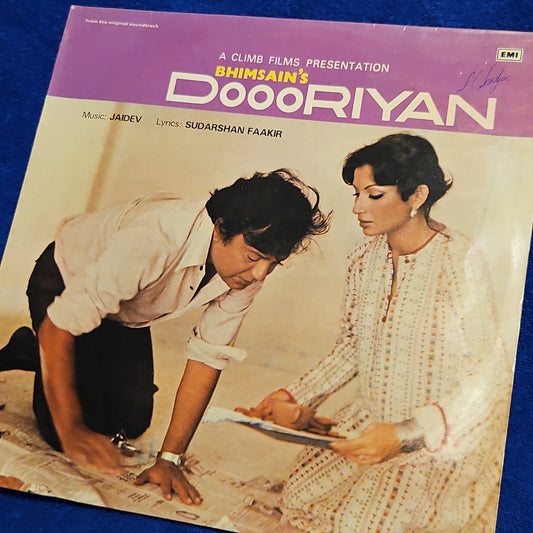 from the original soundtrack
EMI
A CLIMB FILMS PRESENTATION
BHIMSAIN'S
DOOORIYAN
Music: JAIDEV Lyrics: SUDARSHAN FAAKIR